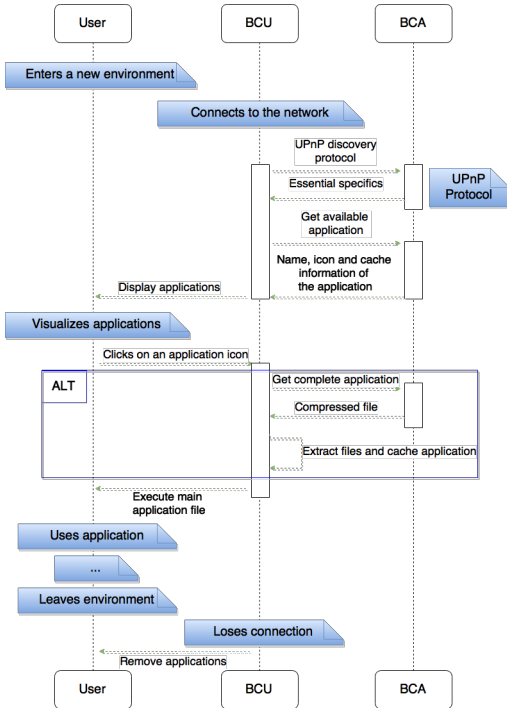 User
BCU
BCA
Enters a new environment
Connects to the network
UPnP discovery
protocol
Essential specifics
UPnP
Protocol
Get available
application
Name, icon and cache
information of
the application
Display applications
Visualizes applications
Clicks on an application icon
ALT
Get complete application
Compressed file
Extract files and cache application
Execute main
application file
Uses application
...
Leaves environment
Loses connection
Remove applications
User
BCU
BCA